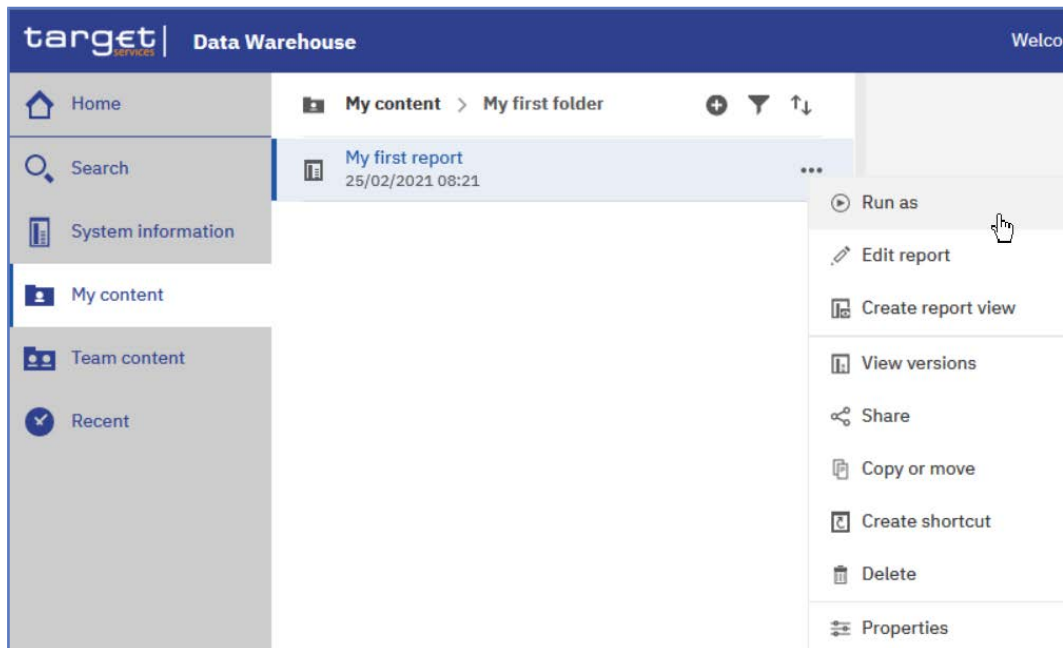 target services | Data Warehouse
Welco
Home
Search
System information
My content
Team content
Recent
My content > My first folder
My first report
25/02/2021 08:21
Run as
Edit report
Create report view
View versions
Share
Copy or move
Create shortcut
Delete
Properties